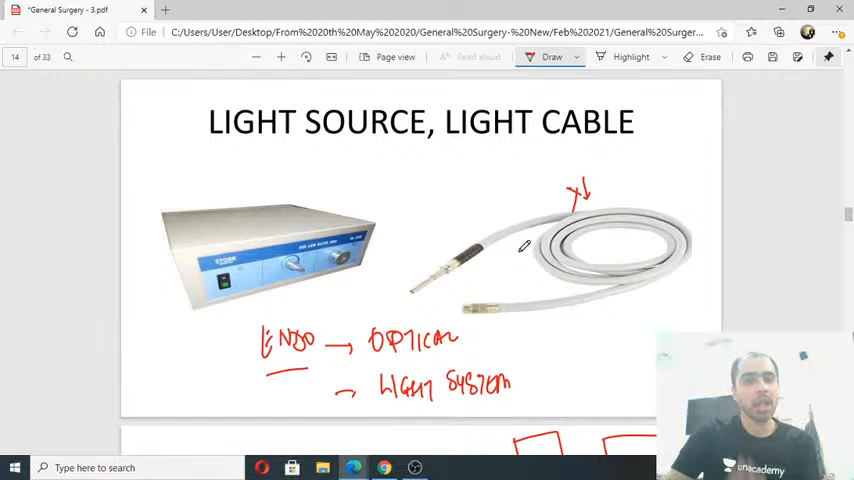 *General Surgery - 3.pdf
File
C:/Users/User/Desktop/From%2020th%20May%202020/General%20Surgery-%20New/Feb%202021/General%20Surger...
14
of 33
Page view
Read aloud
Draw
Highlight
Erase
LIGHT SOURCE, LIGHT CABLE
ENDO → OPTICAL
→ LIGHT SYSTEM
unacademy
Type here to search